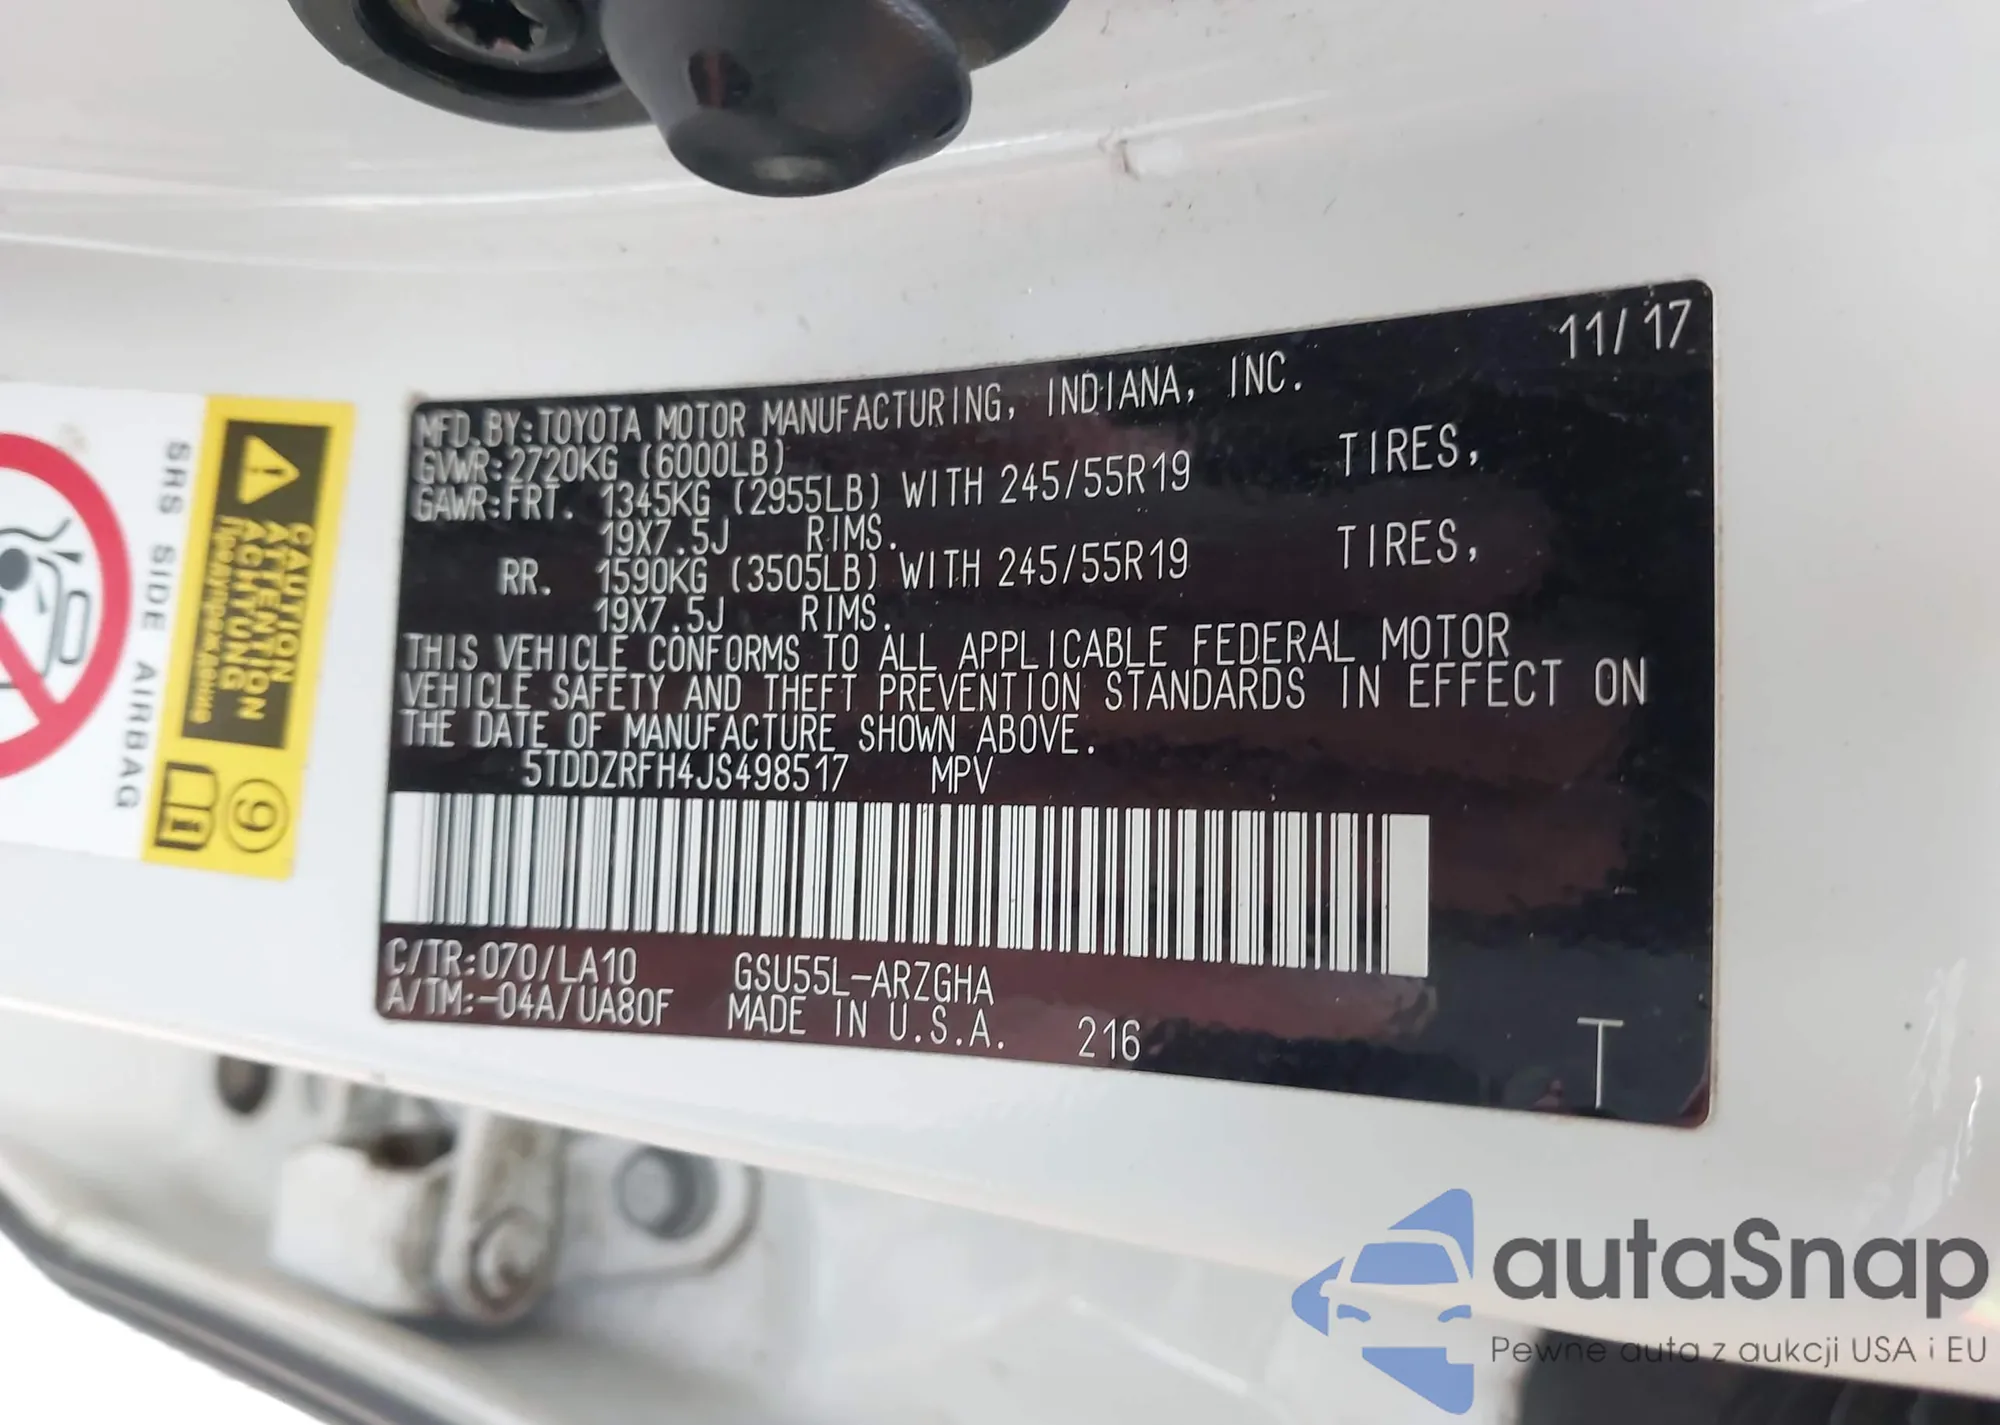 11/17
MFD.BY:TOYOTA MOTOR MANUFACTURING, INDIANA, INC.
GVWR:2720KG (6000LB)
GAWR:FRT. 1345KG (2955LB) WITH 245/55R19 TIRES,
19X7.5J RIMS.
RR. 1590KG (3505LB) WITH 245/55R19 TIRES,
19X7.5J RIMS.
THIS VEHICLE CONFORMS TO ALL APPLICABLE FEDERAL MOTOR
VEHICLE SAFETY AND THEFT PREVENTION STANDARDS IN EFFECT ON
THE DATE OF MANUFACTURE SHOWN ABOVE.
5TDDZRFH4JS498517 MPV
C/TR:070/LA10 GSU55L-ARZGHA
A/TM:-04A/UA80F MADE IN U.S.A. 216 T
CAUTION
ATTENTION
ACHTUNG
Предупреждение
SRS SIDE AIRBAG
9
autaSnap
Pewne auta z aukcji USA i EU